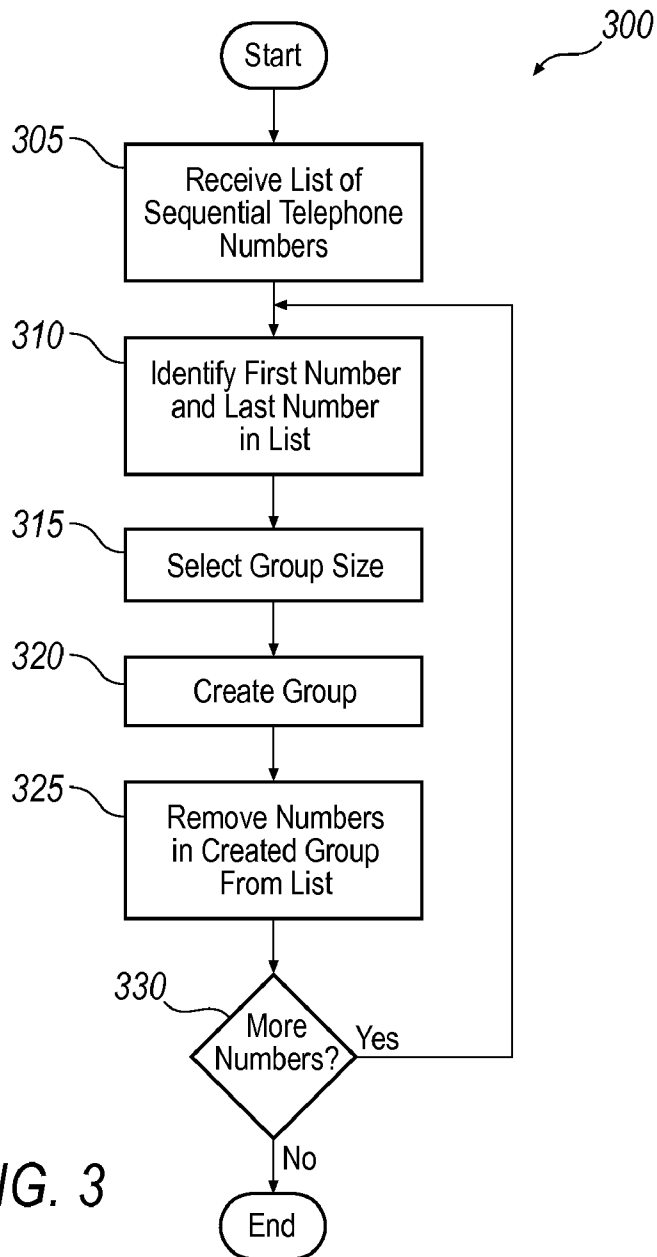 300
Start
305
Receive List of
Sequential Telephone
Numbers
310
Identify First Number
and Last Number
in List
315
Select Group Size
320
Create Group
325
Remove Numbers
in Created Group
From List
330
More
Numbers?
Yes
No
IG. 3
End